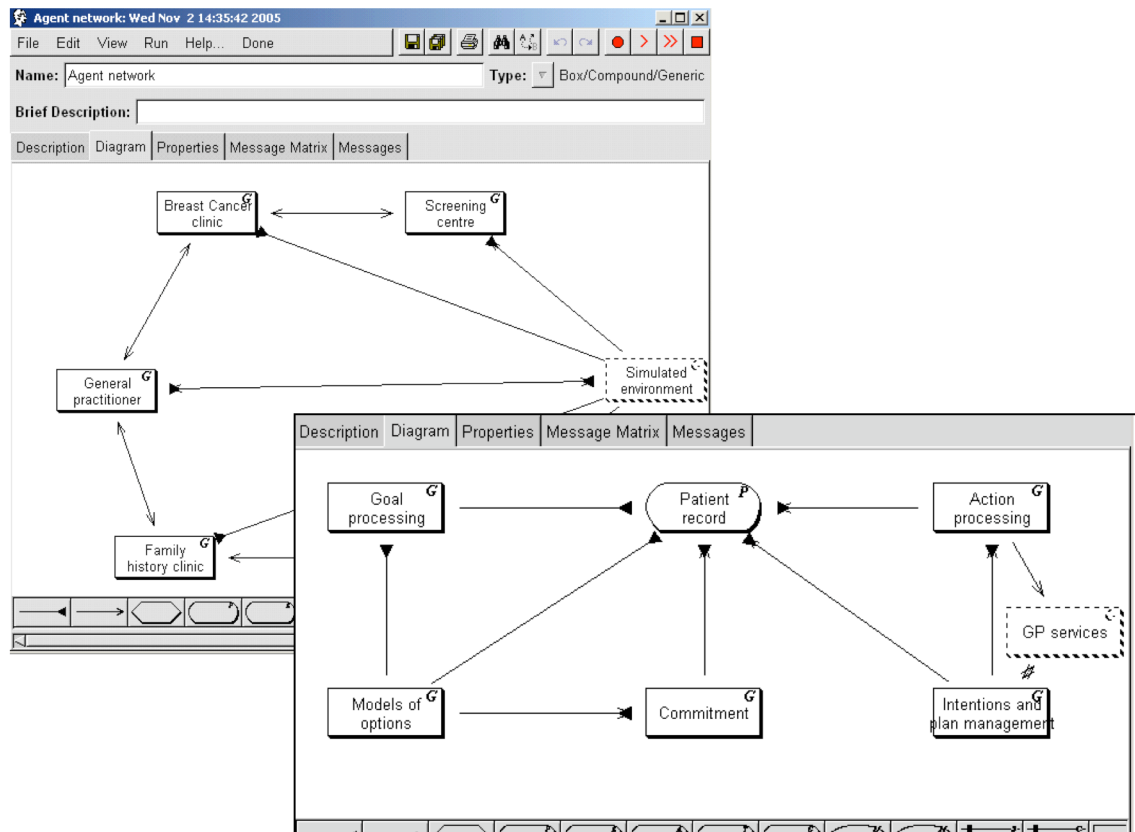 Agent network: Wed Nov 2 14:35:42 2005
File Edit View Run Help... Done
Name: Agent network Type: Box/Compound/Generic
Brief Description:
Description Diagram Properties Message Matrix Messages
Breast Cancer G
clinic
Screening G
centre
General G
practitioner
Simulated G
environment
Family G
history clinic
Description Diagram Properties Message Matrix Messages
Goal G
processing
Patient P
record
Action G
processing
GP services
Models of G
options
Commitment G
Intentions and G
plan management